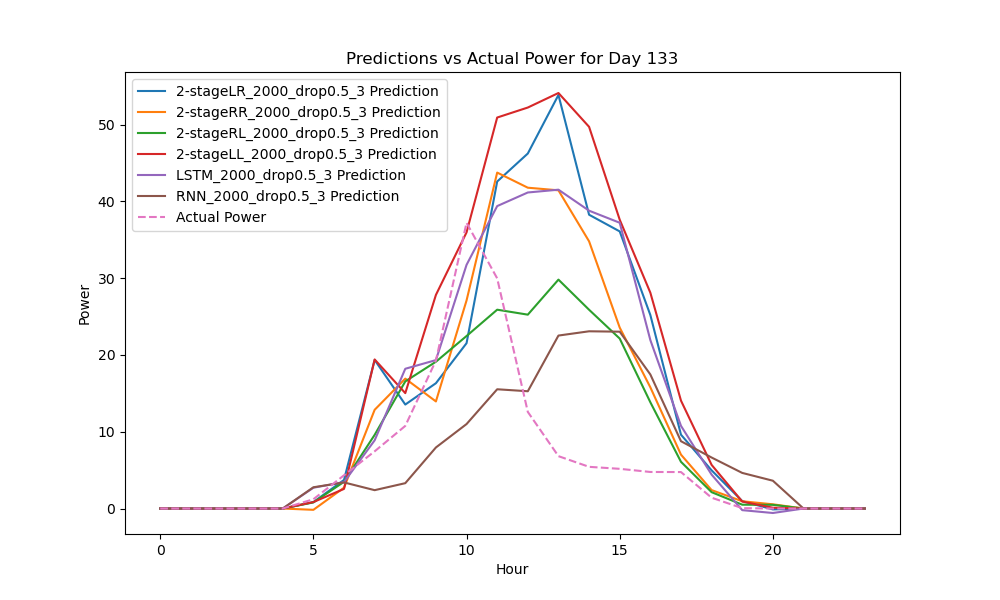 Predictions vs Actual Power for Day 133
2-stageLR_2000_drop0.5_3 Prediction
2-stageRR_2000_drop0.5_3 Prediction
2-stageRL_2000_drop0.5_3 Prediction
2-stageLL_2000_drop0.5_3 Prediction
LSTM_2000_drop0.5_3 Prediction
RNN_2000_drop0.5_3 Prediction
Actual Power
Power
50
40
30
20
10
0
0 5 10 15 20
Hour